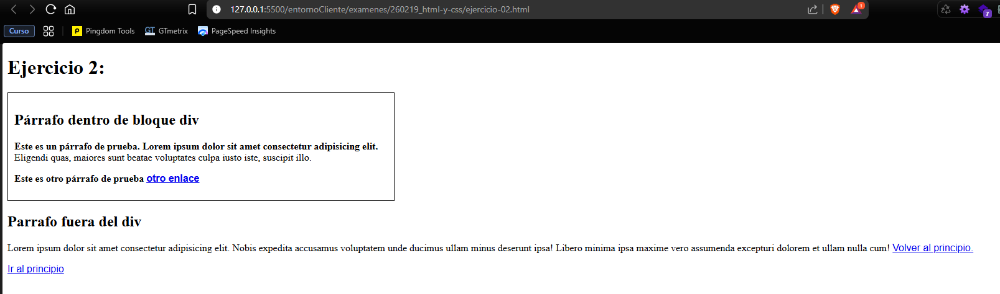 127.0.0.1:5500/entornoCliente/examenes/260219_html-y-css/ejercicio-02.html
1
7
Curso
Pingdom Tools
GT GTmetrix
PageSpeed Insights
Ejercicio 2:
Párrafo dentro de bloque div
Este es un párrafo de prueba. Lorem ipsum dolor sit amet consectetur adipisicing elit.
Eligendi quas, maiores sunt beatae voluptates culpa iusto iste, suscipit illo.
Este es otro párrafo de prueba otro enlace
Parrafo fuera del div
Lorem ipsum dolor sit amet consectetur adipisicing elit. Nobis expedita accusamus voluptatem unde ducimus ullam minus deserunt ipsa! Libero minima ipsa maxime vero assumenda excepturi dolorem et ullam nulla cum! Volver al principio.
Ir al principio